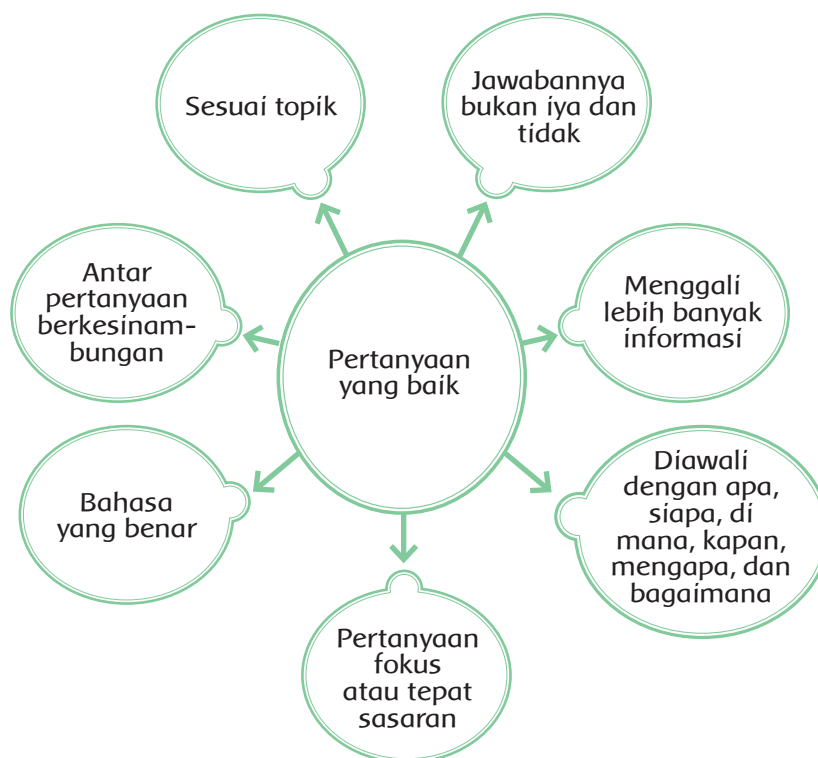 Sesuai topik
Jawabannya
bukan iya dan
tidak
Antar
pertanyaan
berkesinam-
bungan
Menggali
lebih banyak
informasi
Pertanyaan
yang baik
Bahasa
yang benar
Diawali
dengan apa,
siapa, di
mana, kapan,
mengapa, dan
bagaimana
Pertanyaan
fokus
atau tepat
sasaran